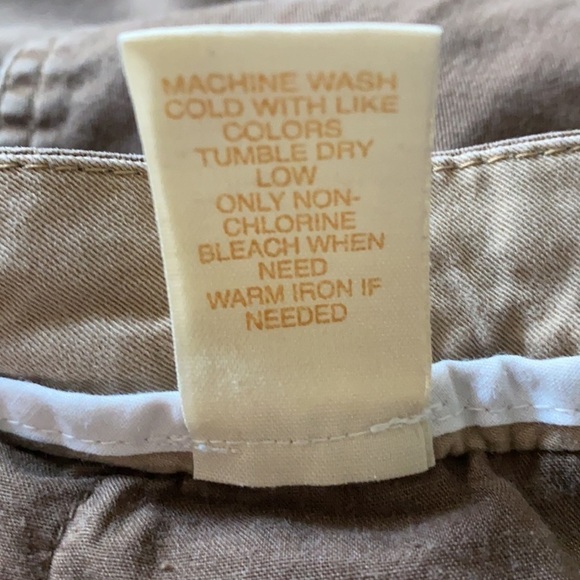 MACHINE WASH
COLD WITH LIKE
COLORS
TUMBLE DRY
LOW
ONLY NON-
CHLORINE
BLEACH WHEN
NEED
WARM IRON IF
NEEDED